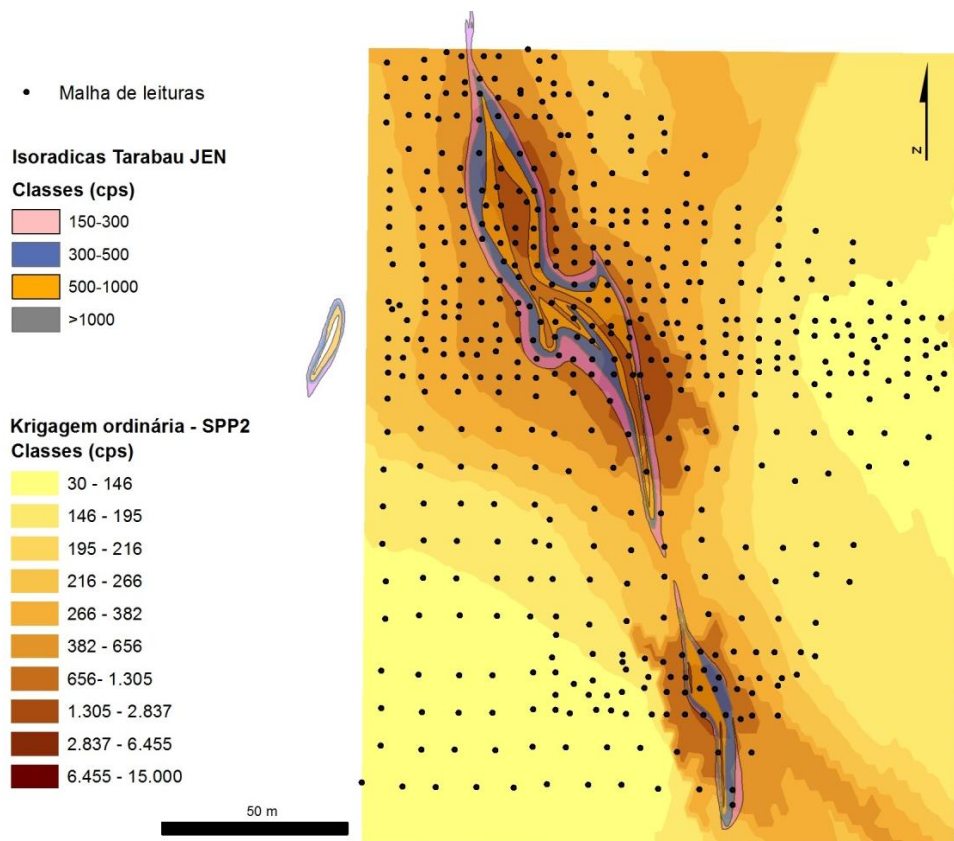 Malha de leituras
Isoradicas Tarabau JEN
Classes (cps)
150-300
300-500
500-1000
>1000
Krigagem ordinária - SPP2
Classes (cps)
30 - 146
146 - 195
195 - 216
216 - 266
266 - 382
382 - 656
656- 1.305
1.305 - 2.837
2.837 - 6.455
6.455 - 15.000
50 m
N